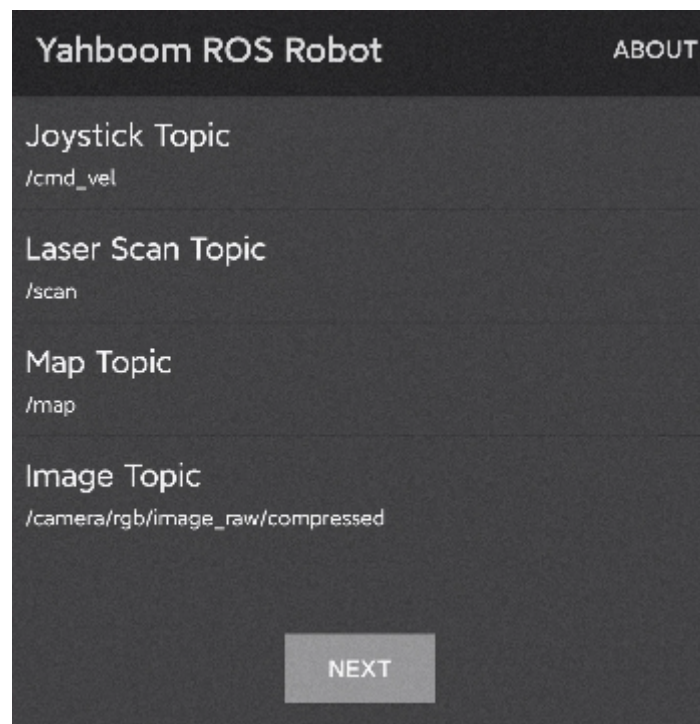 Yahboom ROS Robot ABOUT
Joystick Topic
/cmd_vel
Laser Scan Topic
/scan
Map Topic
/map
Image Topic
/camera/rgb/image_raw/compressed
NEXT